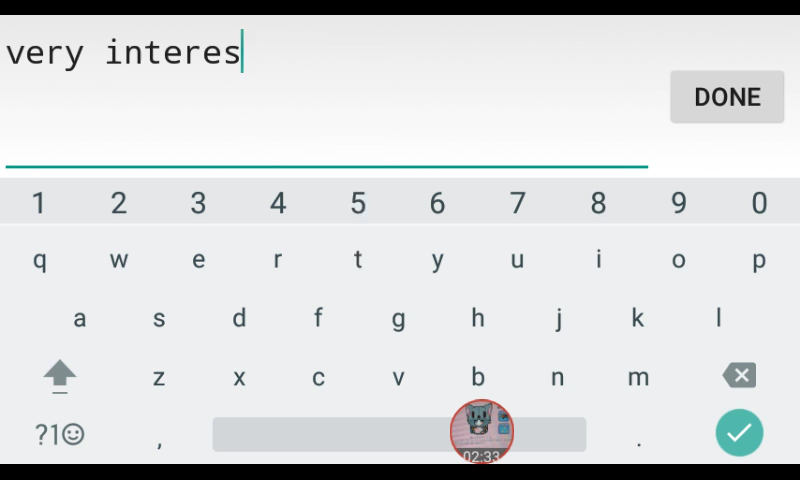 very interes
DONE
1 2 3 4 5 6 7 8 9 0
q w e r t y u i o p
a s d f g h j k l
z x c v b n m
?1☺ , .
02:33